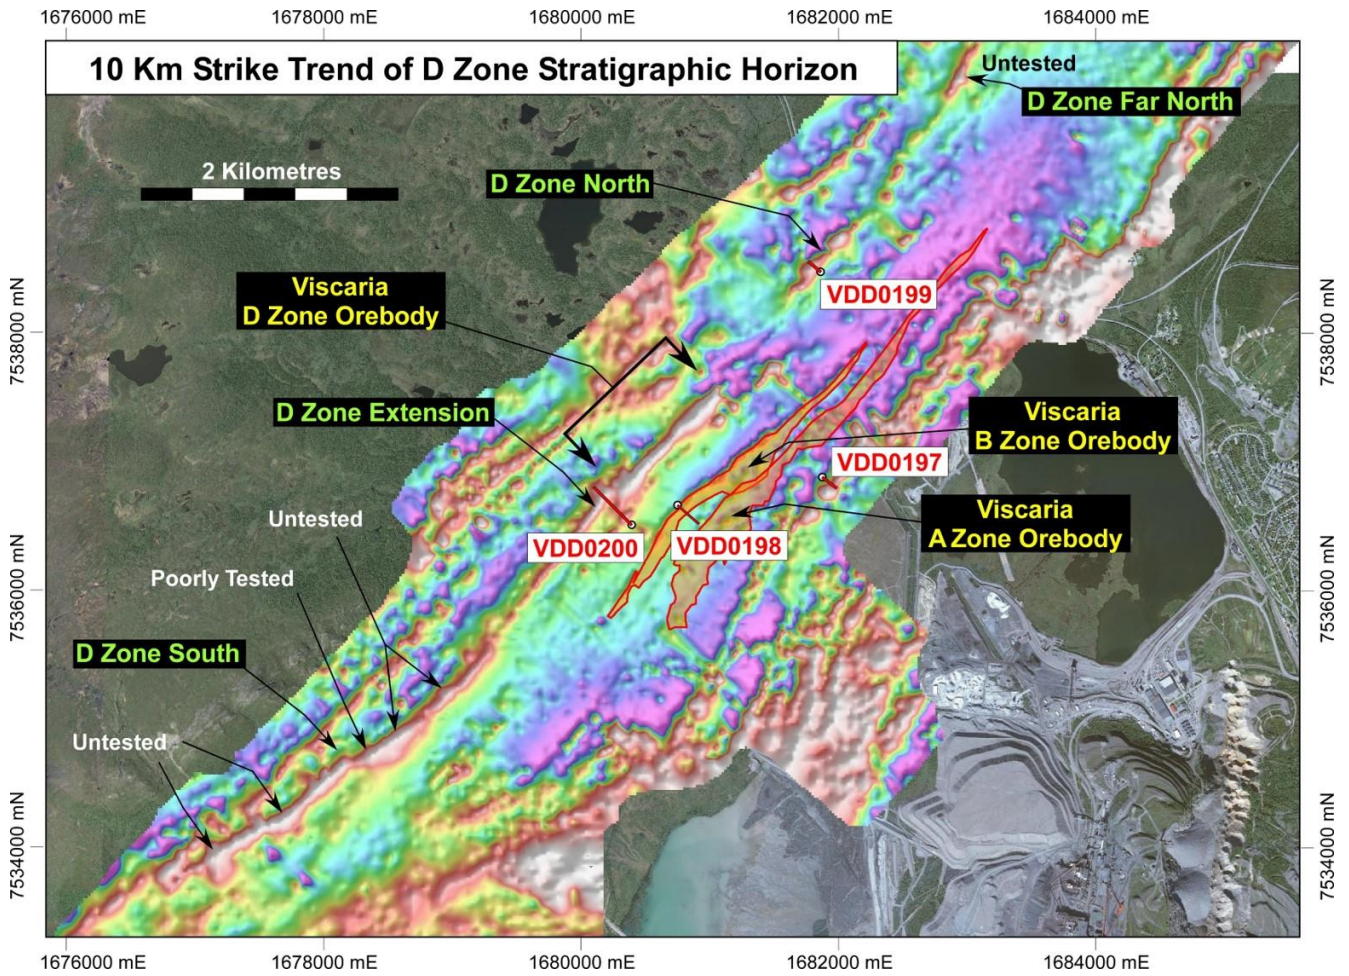 1676000 mE
1678000 mE
1680000 mE
1682000 mE
1684000 mE
10 Km Strike Trend of D Zone Stratigraphic Horizon
Untested
D Zone Far North
2 Kilometres
D Zone North
Viscaria
D Zone Orebody
VDD0199
7538000 mN
7538000 mN
D Zone Extension
Viscaria
B Zone Orebody
VDD0197
Untested
Viscaria
A Zone Orebody
VDD0200
VDD0198
Poorly Tested
7536000 mN
7536000 mN
D Zone South
Untested
7534000 mN
7534000 mN
1676000 mE
1678000 mE
1680000 mE
1682000 mE
1684000 mE